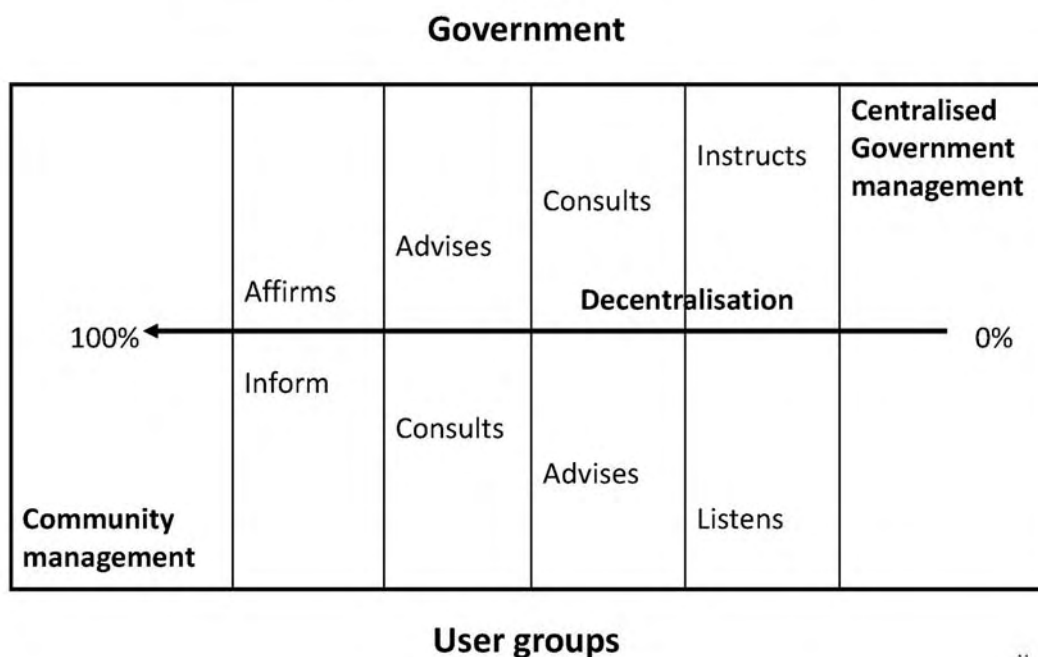 Government
Centralised
Government
management
Instructs
Consults
Advises
Affirms
Decentralisation
100%
0%
Inform
Consults
Advises
Listens
Community
management
User groups